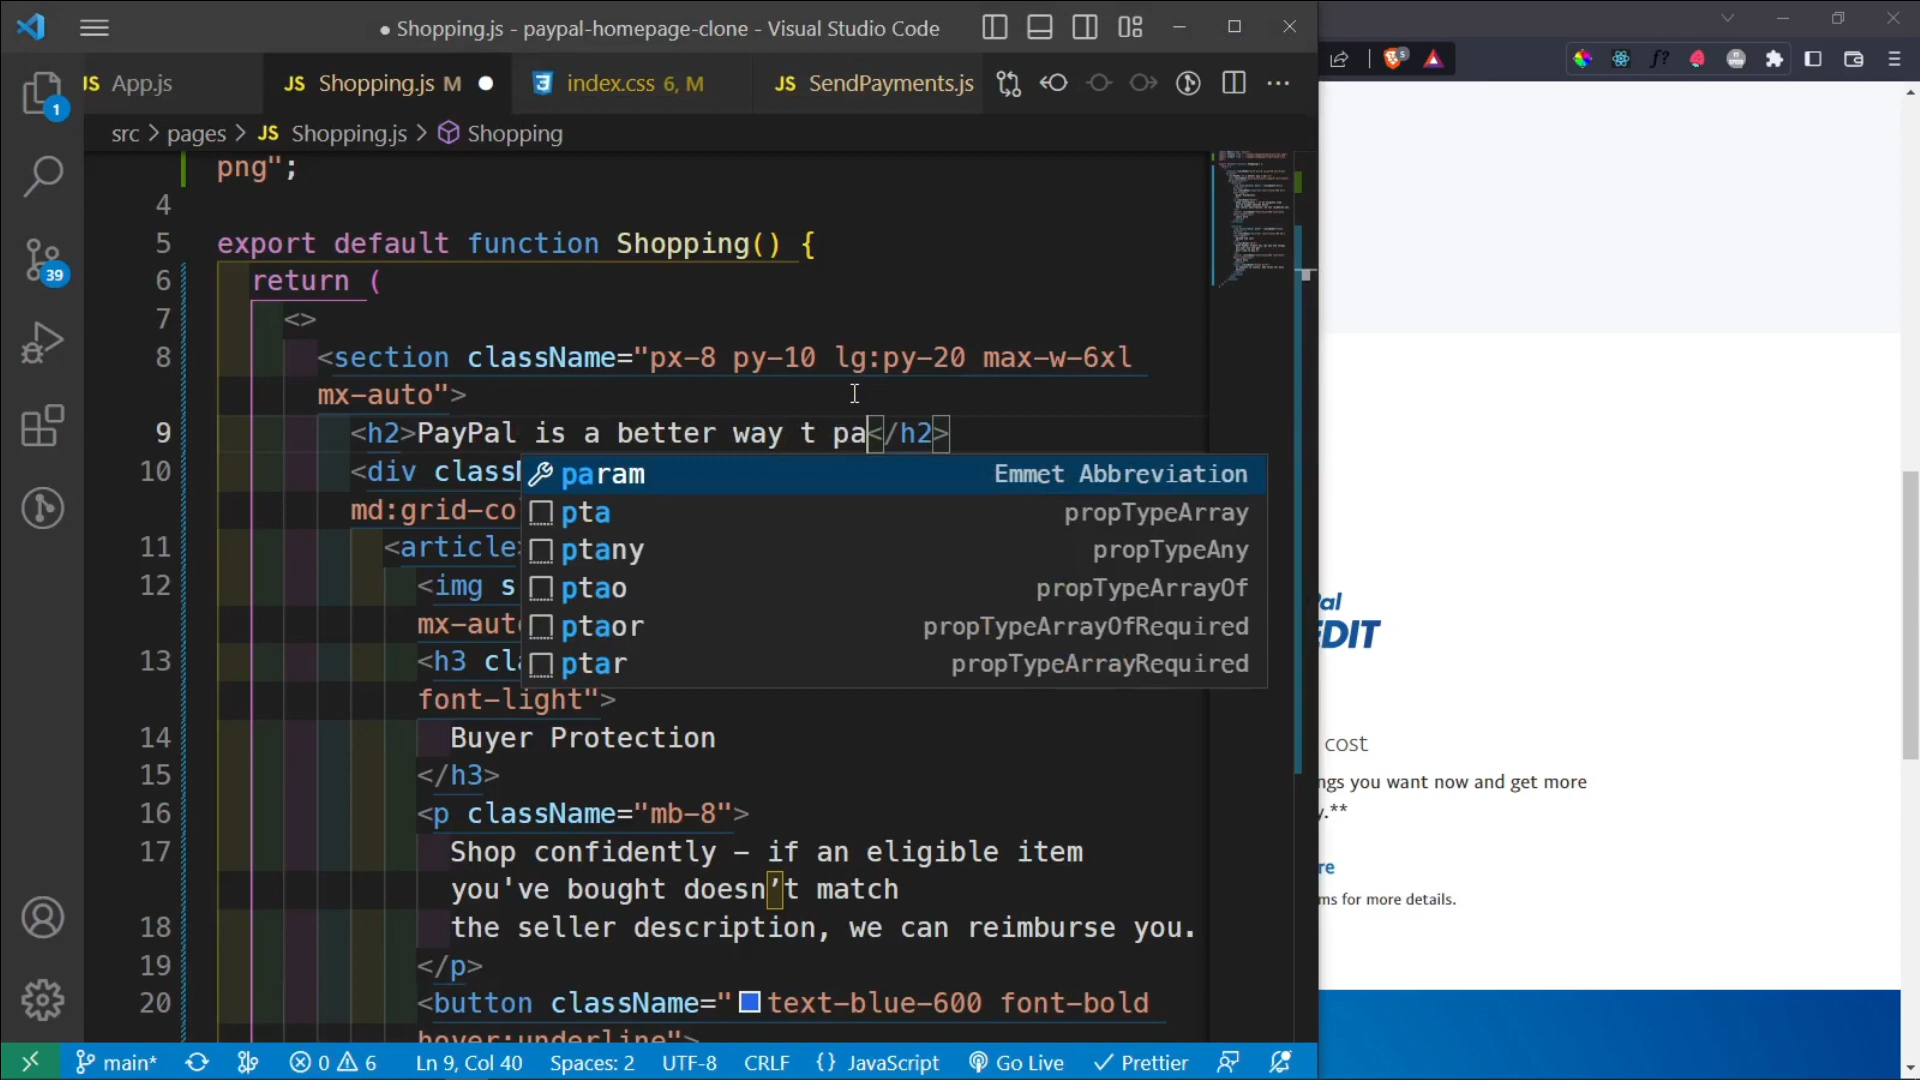 ● Shopping.js - paypal-homepage-clone - Visual Studio Code
JS App.js
JS Shopping.js M
index.css 6, M
JS SendPayments.js
src > pages > JS Shopping.js > Shopping
png";
4
5 export default function Shopping() {
6 return (
7 <>
8 <section className="px-8 py-10 lg:py-20 max-w-6xl
mx-auto">
9 <h2>PayPal is a better way t pa</h2>
10 <div class
md:grid-co
11 <article>
12 <img s
mx-aut
13 <h3 cl
font-light">
14 Buyer Protection
15 </h3>
16 <p className="mb-8">
17 Shop confidently – if an eligible item
you've bought doesn’t match
18 the seller description, we can reimburse you.
19 </p>
20 <button className="text-blue-600 font-bold
hover:underline">
param Emmet Abbreviation
pta propTypeArray
ptany propTypeAny
ptao propTypeArrayOf
ptaor propTypeArrayOfRequired
ptar propTypeArrayRequired
1
39
5
f?
Pal
EDIT
cost
ngs you want now and get more
y.**
re
ms for more details.
main* 0 6 Ln 9, Col 40 Spaces: 2 UTF-8 CRLF {} JavaScript Go Live Prettier